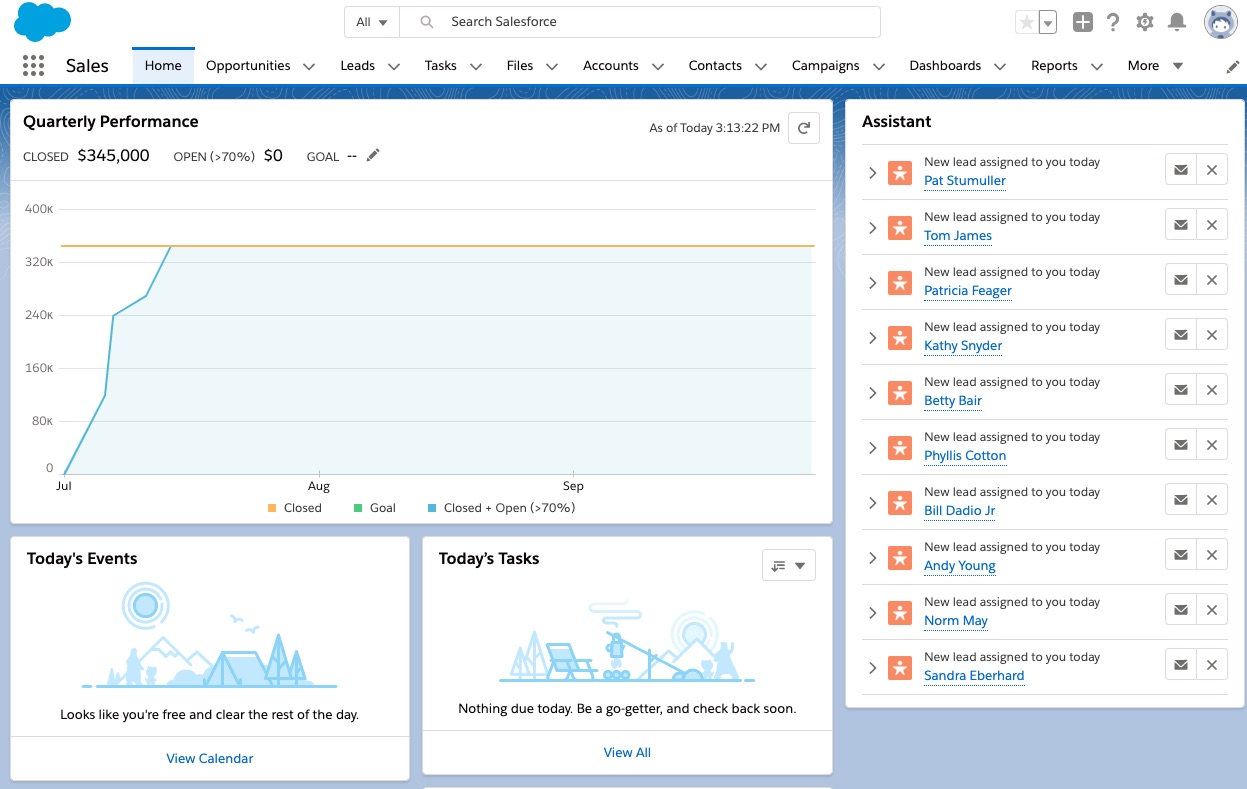 All
Search Salesforce
Sales
Home
Opportunities
Leads
Tasks
Files
Accounts
Contacts
Campaigns
Dashboards
Reports
More
Quarterly Performance
As of Today 3:13:22 PM
CLOSED $345,000 OPEN (>70%) $0 GOAL --
400K
320K
240K
160K
80K
0
Jul Aug Sep
Closed Goal Closed + Open (>70%)
Today's Events
Looks like you're free and clear the rest of the day.
View Calendar
Today’s Tasks
Nothing due today. Be a go-getter, and check back soon.
View All
Assistant
New lead assigned to you today
Pat Stumuller
New lead assigned to you today
Tom James
New lead assigned to you today
Patricia Feager
New lead assigned to you today
Kathy Snyder
New lead assigned to you today
Betty Bair
New lead assigned to you today
Phyllis Cotton
New lead assigned to you today
Bill Dadio Jr
New lead assigned to you today
Andy Young
New lead assigned to you today
Norm May
New lead assigned to you today
Sandra Eberhard